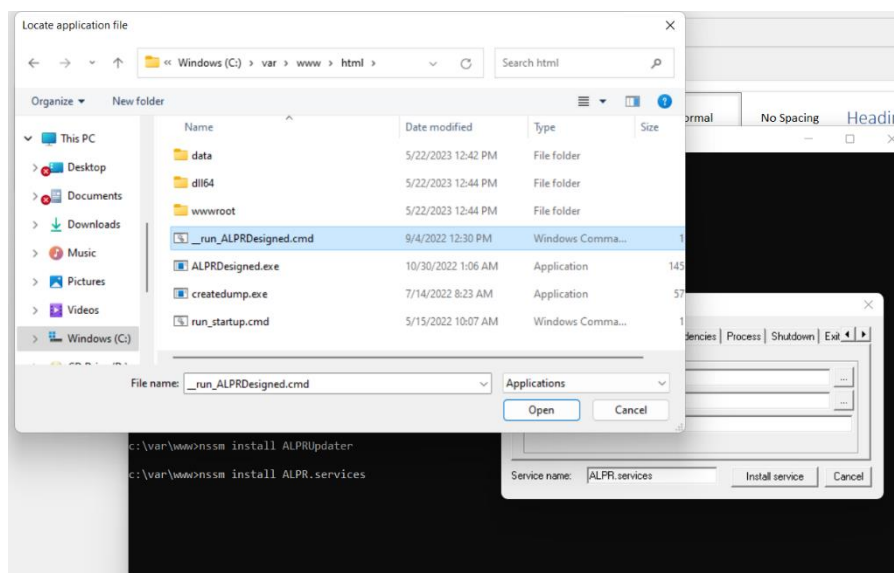 Locate application file
Windows (C:) > var > www > html >
Search html
Organize
New folder
Name
Date modified
Type
Size
This PC
Desktop
Documents
Downloads
Music
Pictures
Videos
Windows (C:)
data 5/22/2023 12:42 PM File folder
dll64 5/22/2023 12:44 PM File folder
wwwroot 5/22/2023 12:44 PM File folder
__run_ALPRDesigned.cmd 9/4/2022 12:30 PM Windows Comma... 1
ALPRDesigned.exe 10/30/2022 1:06 AM Application 145
createdump.exe 7/14/2022 8:23 AM Application 57
run_startup.cmd 5/15/2022 10:07 AM Windows Comma... 1
File name: __run_ALPRDesigned.cmd
Applications
Open
Cancel
ormal
No Spacing
Headi
dencies
Process
Shutdown
Exit
...
...
c:\var\www>nssm install ALPRUpdater
c:\var\www>nssm install ALPR.services
Service name: ALPR.services
Install service
Cancel